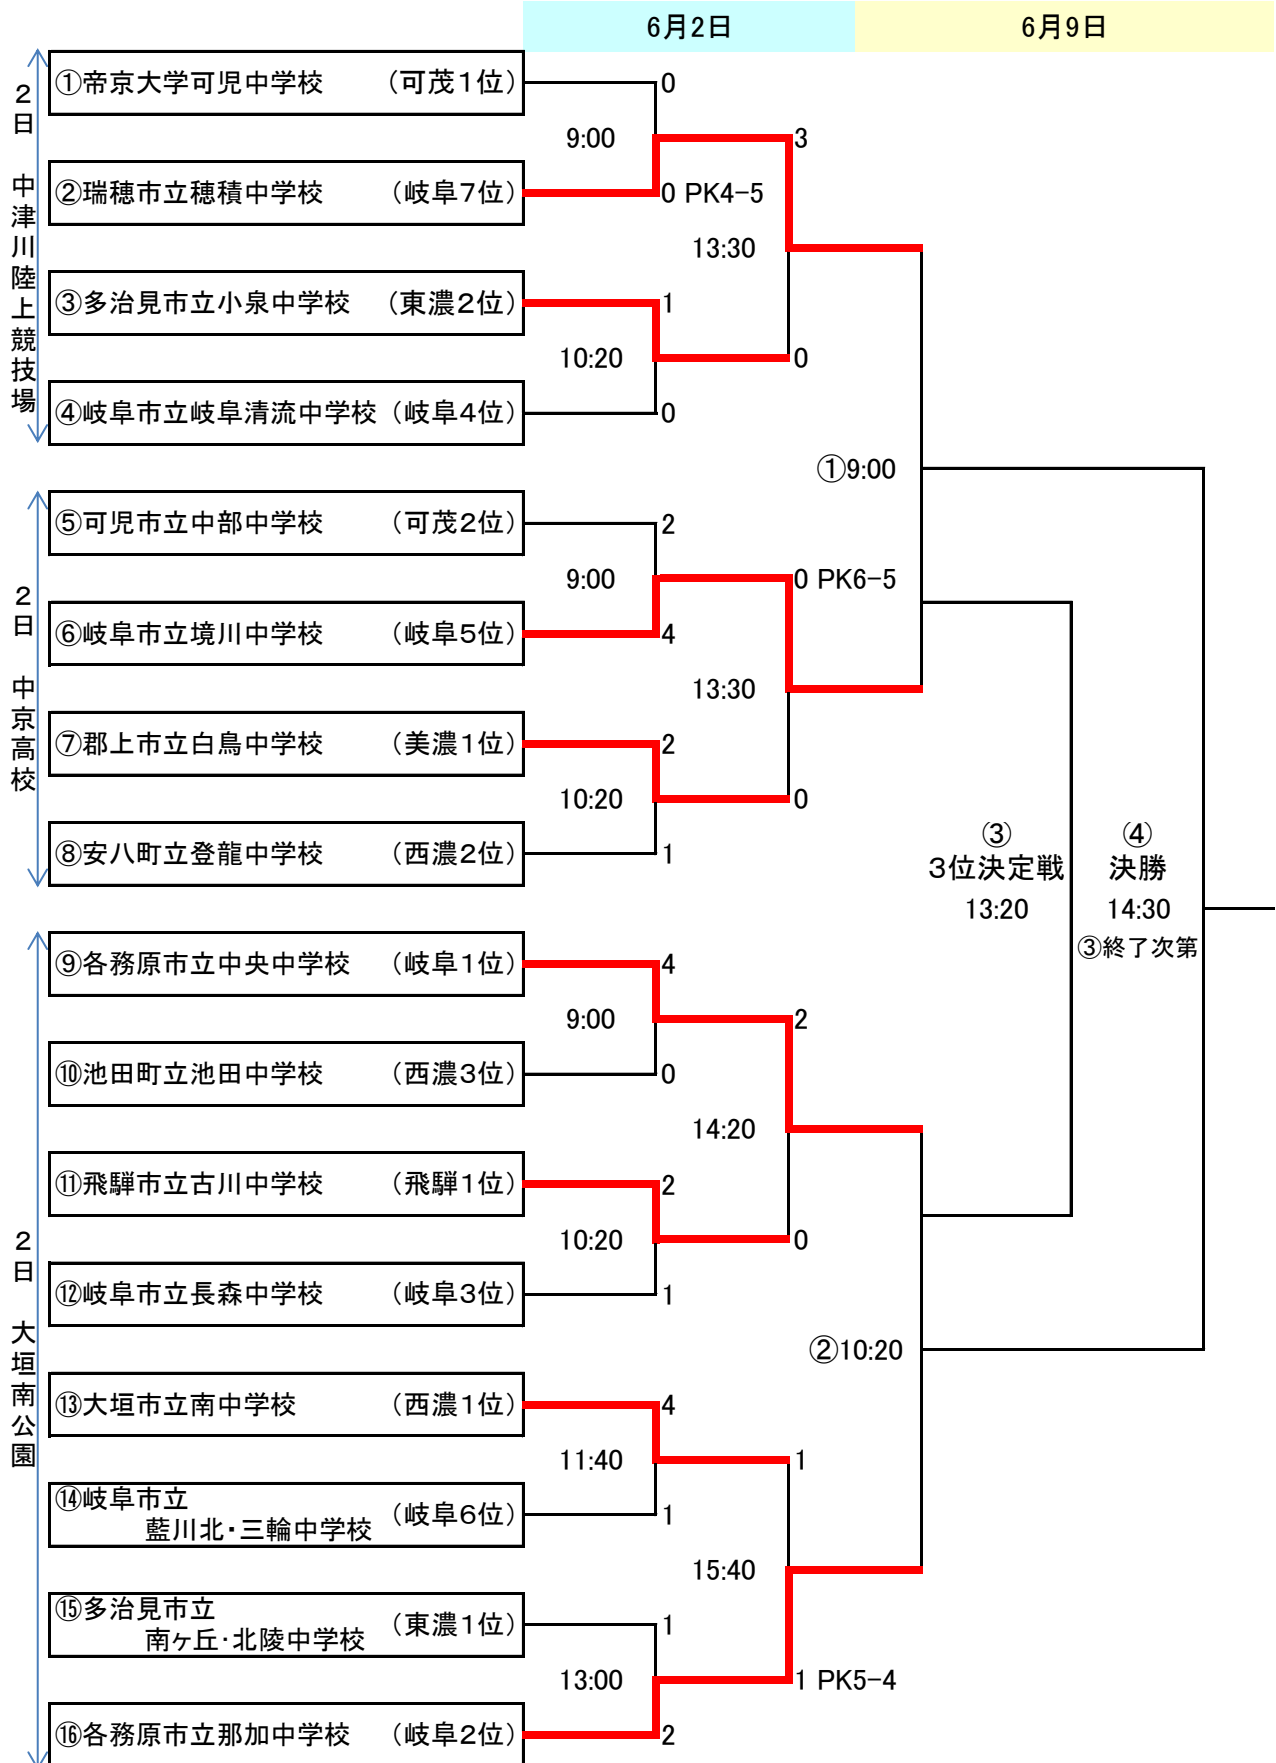 6月2日
6月9日
2日 中津川陸上競技場
①帝京大学可児中学校 （可茂1位）
0
9:00
3
②瑞穂市立穂積中学校 （岐阜7位）
0 PK4-5
13:30
③多治見市立小泉中学校 （東濃2位）
1
10:20
0
④岐阜市立岐阜清流中学校 （岐阜4位）
0
①9:00
2日 中京高校
⑤可児市立中部中学校 （可茂2位）
2
9:00
0 PK6-5
⑥岐阜市立境川中学校 （岐阜5位）
4
13:30
⑦郡上市立白鳥中学校 （美濃1位）
2
10:20
0
⑧安八町立登龍中学校 （西濃2位）
1
③
3位決定戦
13:20
④
決勝
14:30
③終了次第
2日 大垣南公園
⑨各務原市立中央中学校 （岐阜1位）
4
9:00
2
⑩池田町立池田中学校 （西濃3位）
0
14:20
⑪飛騨市立古川中学校 （飛騨1位）
2
10:20
0
⑫岐阜市立長森中学校 （岐阜3位）
1
②10:20
⑬大垣市立南中学校 （西濃1位）
4
11:40
1
⑭岐阜市立
藍川北・三輪中学校 （岐阜6位）
1
15:40
⑮多治見市立
南ヶ丘・北陵中学校 （東濃1位）
1
13:00
1 PK5-4
⑯各務原市立那加中学校 （岐阜2位）
2